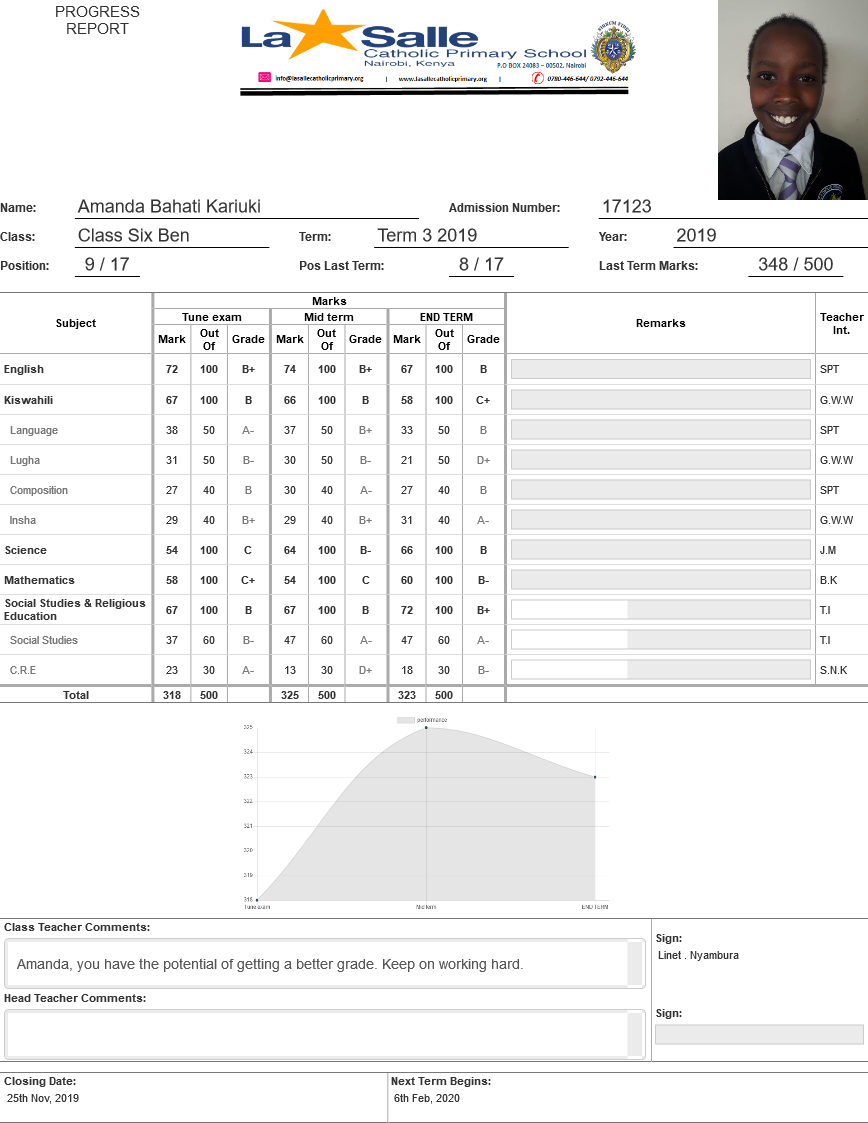 PROGRESS
REPORT
La Salle
Catholic Primary School
Nairobi, Kenya
P.O BOX 24083 – 00502, Nairobi
info@lasallecatholicprimary.org | www.lasallecatholicprimary.org | 0780-446-644/ 0792-446-644
Name: Amanda Bahati Kariuki Admission Number: 17123
Class: Class Six Ben Term: Term 3 2019 Year: 2019
Position: 9 / 17 Pos Last Term: 8 / 17 Last Term Marks: 348 / 500
Subject Marks Remarks Teacher Int.
Tune exam Mid term END TERM
Mark Out Of Grade Mark Out Of Grade Mark Out Of Grade
English 72 100 B+ 74 100 B+ 67 100 B SPT
Kiswahili 67 100 B 66 100 B 58 100 C+ G.W.W
Language 38 50 A- 37 50 B+ 33 50 B SPT
Lugha 31 50 B- 30 50 B- 21 50 D+ G.W.W
Composition 27 40 B 30 40 A- 27 40 B SPT
Insha 29 40 B+ 29 40 B+ 31 40 A- G.W.W
Science 54 100 C 64 100 B- 66 100 B J.M
Mathematics 58 100 C+ 54 100 C 60 100 B- B.K
Social Studies & Religious Education 67 100 B 67 100 B 72 100 B+ T.I
Social Studies 37 60 B- 47 60 A- 47 60 A- T.I
C.R.E 23 30 A- 13 30 D+ 18 30 B- S.N.K
Total 318 500 325 500 323 500
performance
325
324
323
322
321
320
319
318
Tune exam Mid term END TERM
Class Teacher Comments:
Amanda, you have the potential of getting a better grade. Keep on working hard.
Sign:
Linet . Nyambura
Head Teacher Comments:
Sign:
Closing Date: Next Term Begins:
25th Nov, 2019 6th Feb, 2020